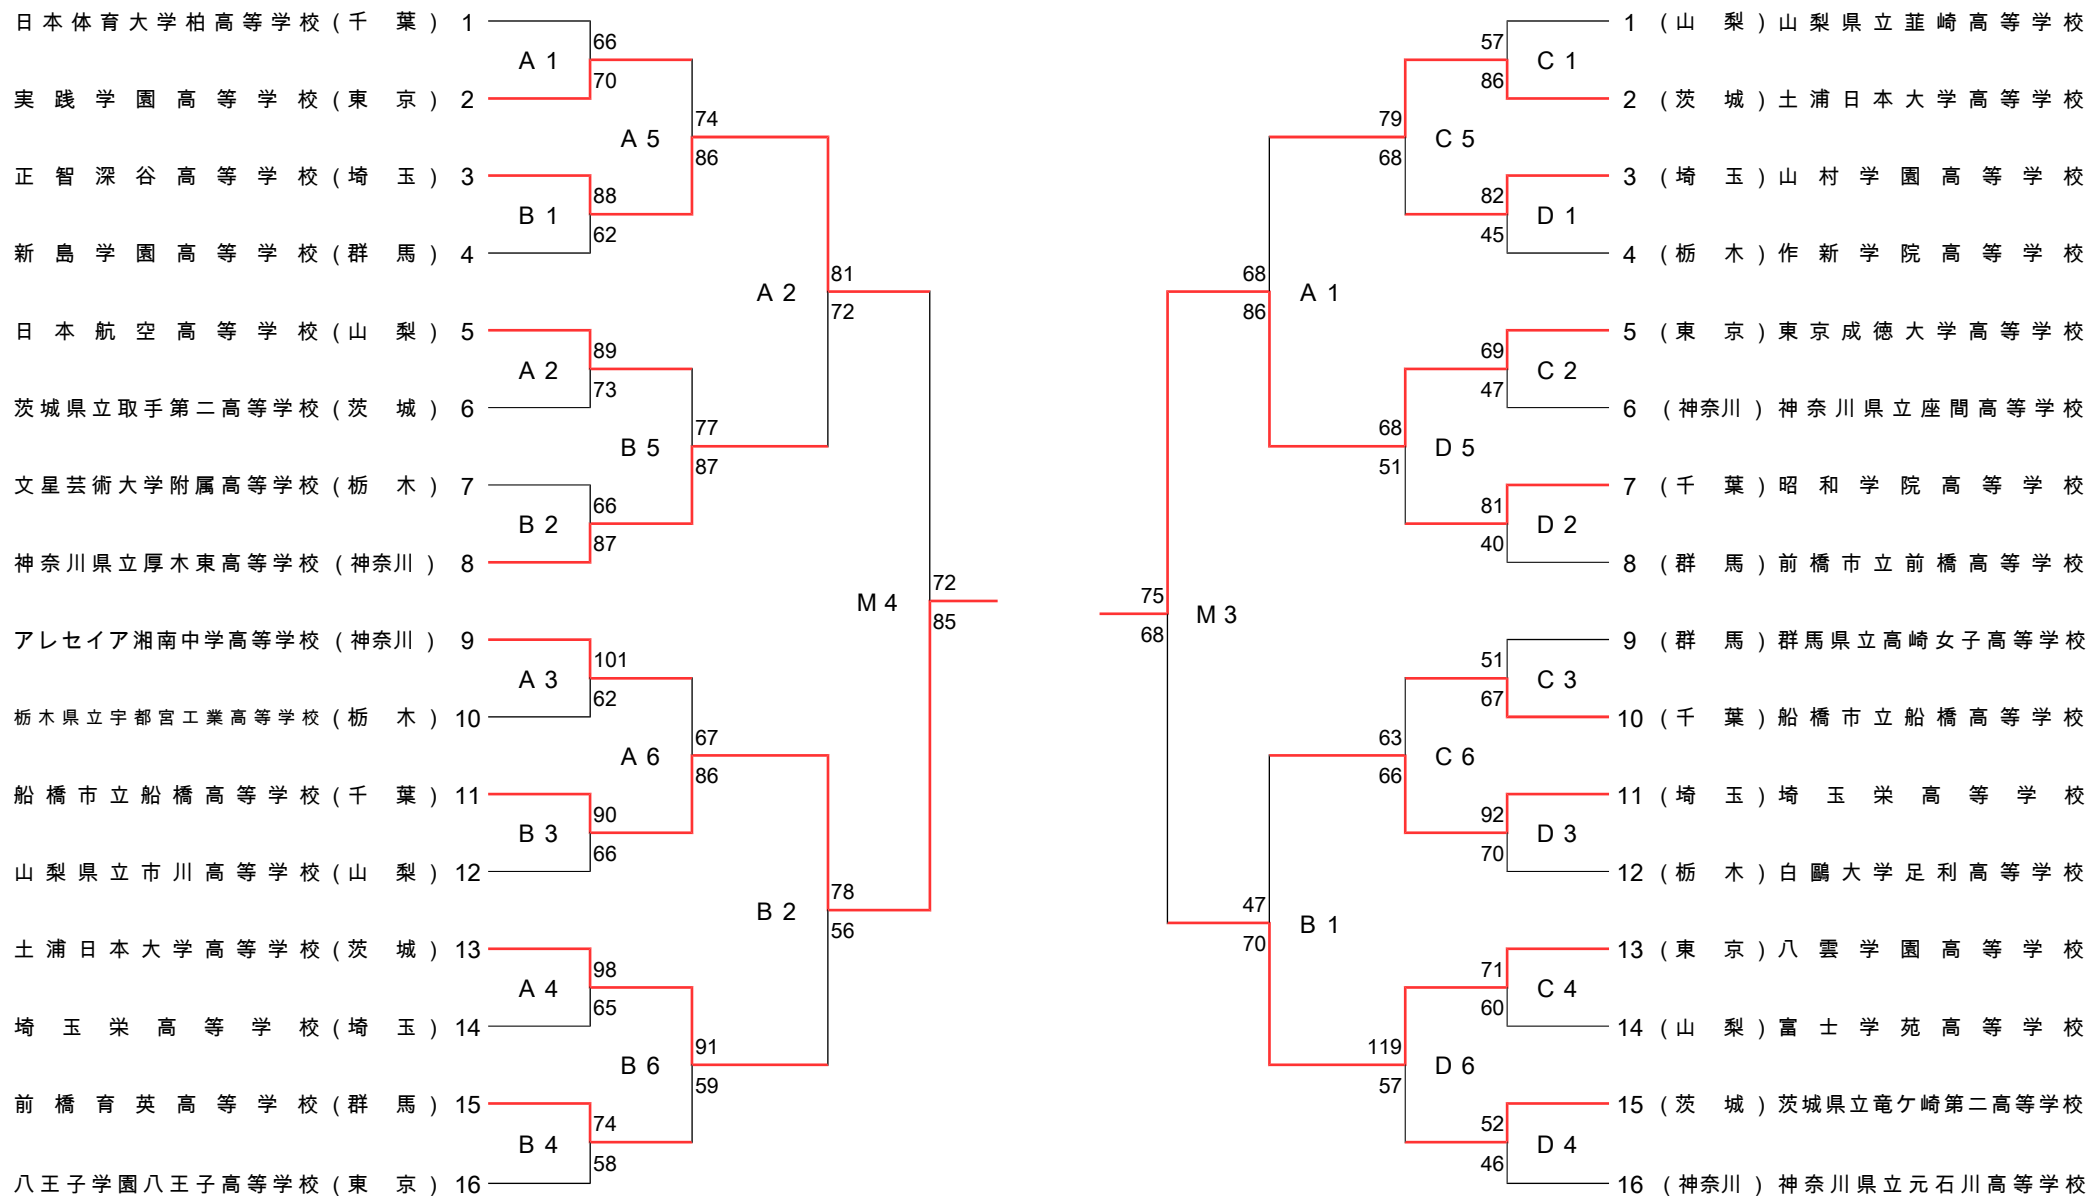 日本体育大学柏高等学校 (千 葉) 1
66
A 1
70
実践学園高等学校 (東 京) 2
74
A 5
86
正智深谷高等学校 (埼 玉) 3
88
B 1
62
新島学園高等学校 (群 馬) 4
81
A 2
72
日本航空高等学校 (山 梨) 5
89
A 2
73
茨城県立取手第二高等学校 (茨 城) 6
77
B 5
87
文星芸術大学附属高等学校 (栃 木) 7
66
B 2
87
神奈川県立厚木東高等学校 (神奈川) 8
72
M 4
85
アレセイア湘南中学高等学校 (神奈川) 9
101
A 3
62
栃木県立宇都宮工業高等学校 (栃 木) 10
67
A 6
86
船橋市立船橋高等学校 (千 葉) 11
90
B 3
66
山梨県立市川高等学校 (山 梨) 12
78
B 2
56
土浦日本大学高等学校 (茨 城) 13
98
A 4
65
埼玉栄高等学校 (埼 玉) 14
91
B 6
59
前橋育英高等学校 (群 馬) 15
74
B 4
58
八王子学園八王子高等学校 (東 京) 16
1 (山 梨) 山梨県立韮崎高等学校
57
C 1
86
2 (茨 城) 土浦日本大学高等学校
79
C 5
68
3 (埼 玉) 山村学園高等学校
82
D 1
45
4 (栃 木) 作新学院高等学校
68
A 1
86
5 (東 京) 東京成徳大学高等学校
69
C 2
47
6 (神奈川) 神奈川県立座間高等学校
68
D 5
51
7 (千 葉) 昭和学院高等学校
81
D 2
40
8 (群 馬) 前橋市立前橋高等学校
75
M 3
68
9 (群 馬) 群馬県立高崎女子高等学校
51
C 3
67
10 (千 葉) 船橋市立船橋高等学校
63
C 6
66
11 (埼 玉) 埼玉栄高等学校
92
D 3
70
12 (栃 木) 白鷗大学足利高等学校
47
B 1
70
13 (東 京) 八雲学園高等学校
71
C 4
60
14 (山 梨) 富士学苑高等学校
119
D 6
57
15 (茨 城) 茨城県立竜ケ崎第二高等学校
52
D 4
46
16 (神奈川) 神奈川県立元石川高等学校